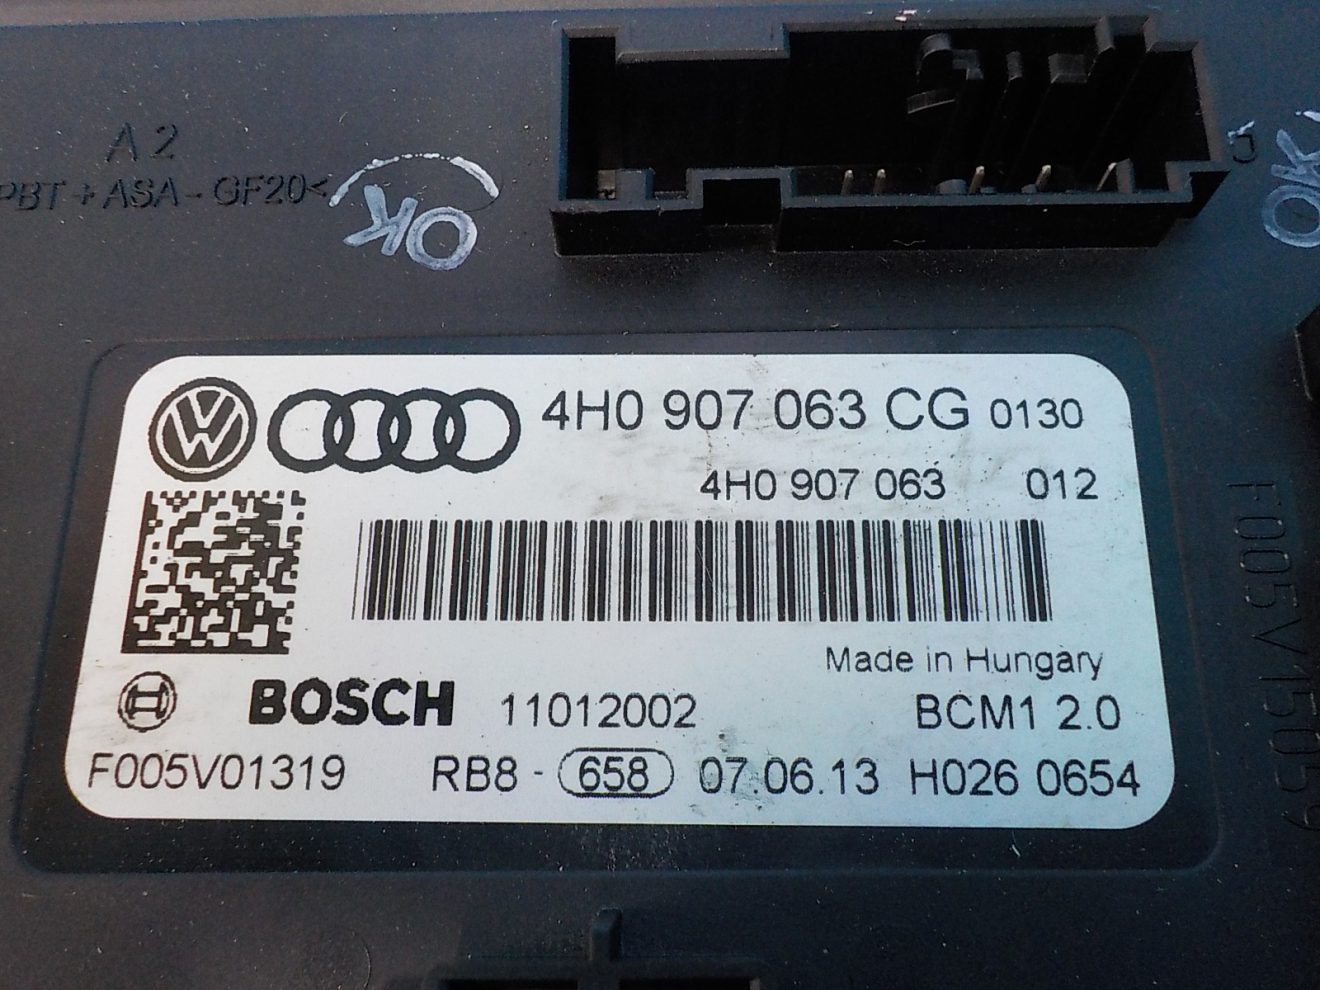 A 2
PBT + ASA - GF20<
OK
OK
J
4H0 907 063 CG 0130
4H0 907 063 012
Made in Hungary
BOSCH 11012002 BCM1 2.0
F005V01319 RB8 - 658 07.06.13 H026 0654
F005V15059